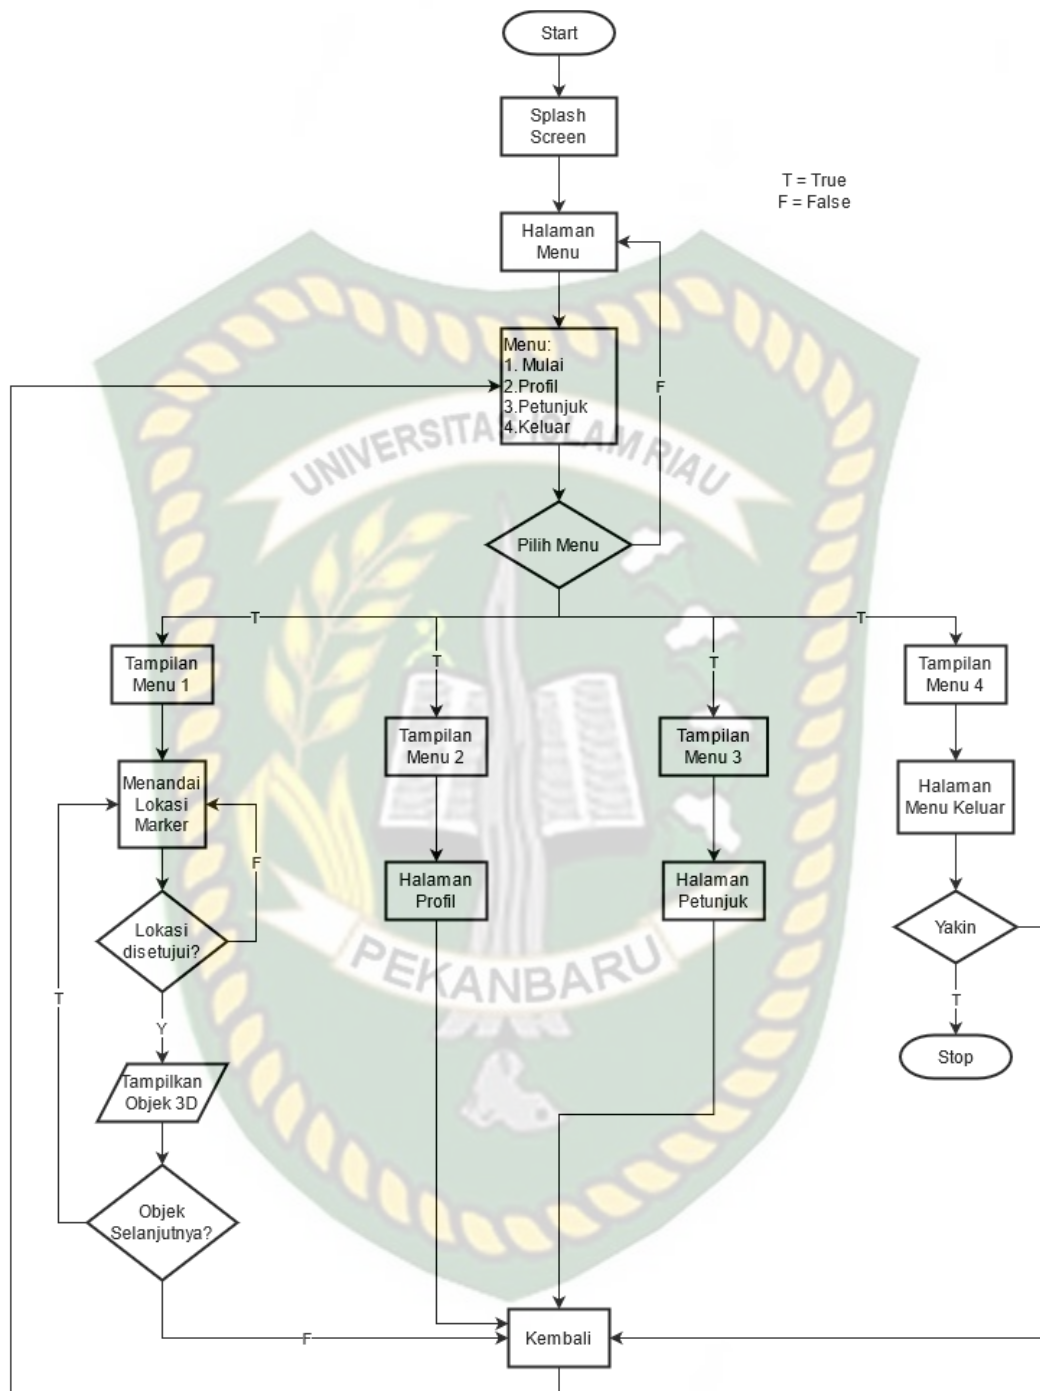 Start
Splash
Screen
T = True
F = False
Halaman
Menu
Menu:
1. Mulai
2.Profil
3.Petunjuk
4.Keluar
F
UNIVERSITAS ISLAM RIAU
Pilih Menu
T
T
T
T
Tampilan
Menu 1
Tampilan
Menu 2
Tampilan
Menu 3
Tampilan
Menu 4
Menandai
Lokasi
Marker
Halaman
Menu Keluar
F
Halaman
Profil
Halaman
Petunjuk
Lokasi
disetujui?
Yakin
PEKANBARU
T
Y
T
Stop
Tampilkan
Objek 3D
Objek
Selanjutnya?
F
Kembali